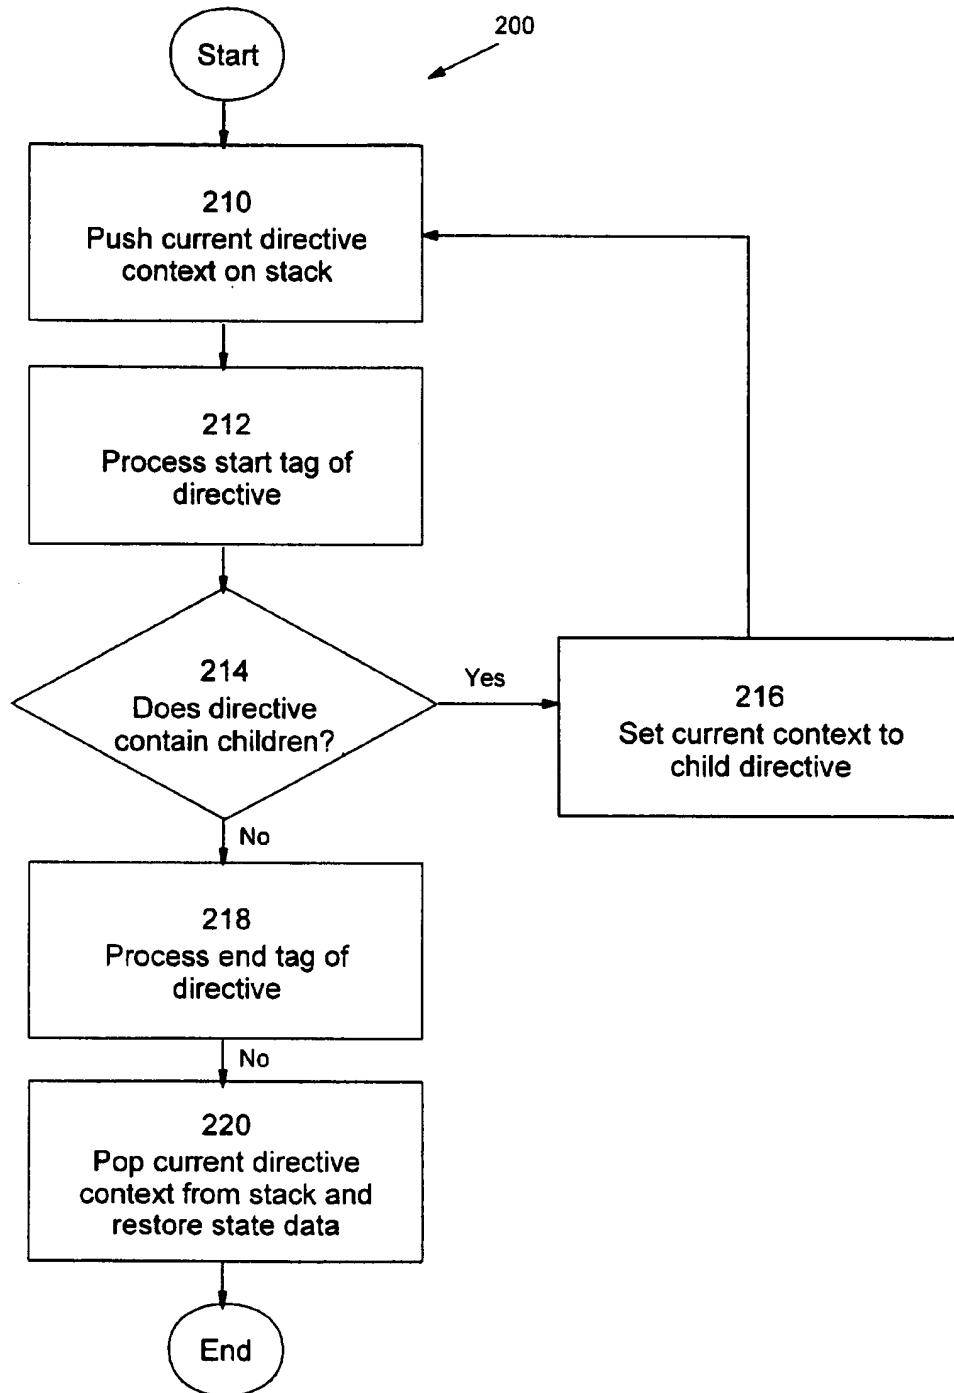 200
Start
210
Push current directive
context on stack
212
Process start tag of
directive
214
Does directive
contain children?
Yes
216
Set current context to
child directive
No
218
Process end tag of
directive
No
220
Pop current directive
context from stack and
restore state data
End